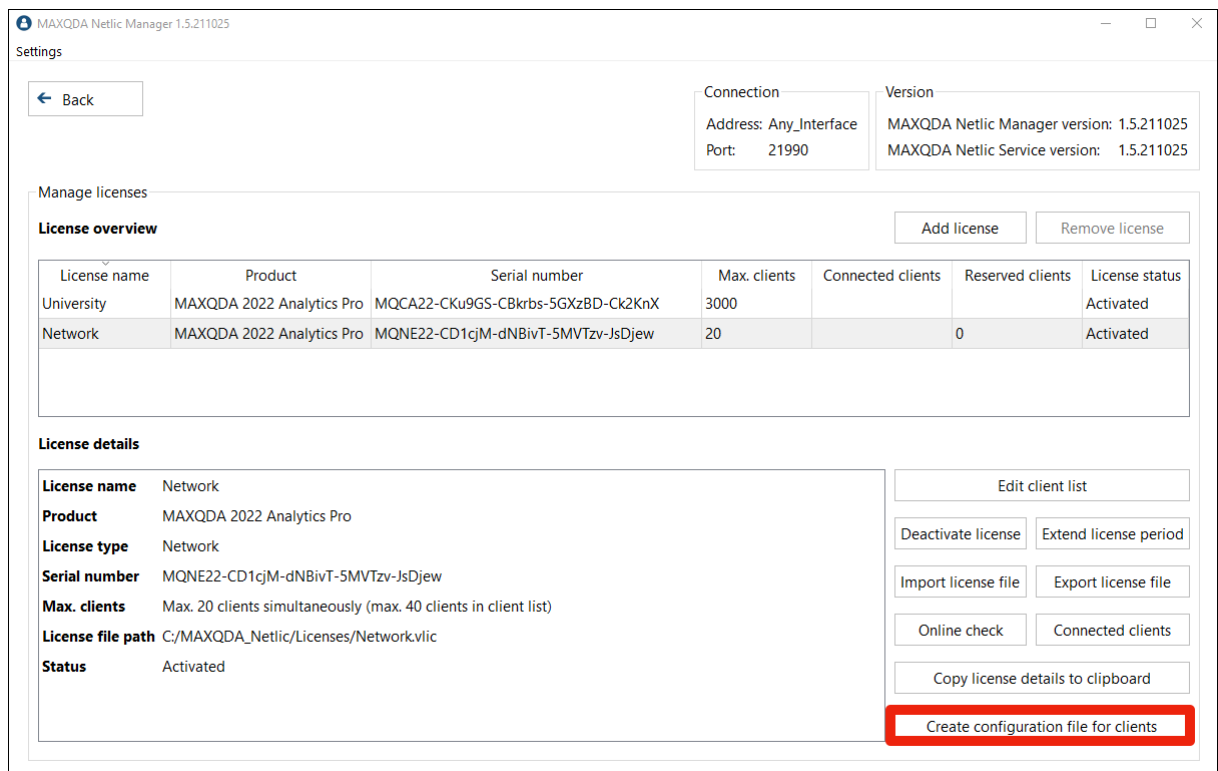 MAXQDA Netlic Manager 1.5.211025
Settings
Back
Connection
Address: Any_Interface
Port: 21990
Version
MAXQDA Netlic Manager version: 1.5.211025
MAXQDA Netlic Service version: 1.5.211025
Manage licenses
License overview
Add license
Remove license
License name Product Serial number Max. clients Connected clients Reserved clients License status
University MAXQDA 2022 Analytics Pro MQCA22-CKu9GS-CBkrbs-5GXzBD-Ck2KnX 3000 Activated
Network MAXQDA 2022 Analytics Pro MQNE22-CD1cjM-dNBivT-5MVTzv-JsDjew 20 0 Activated
License details
License name Network
Product MAXQDA 2022 Analytics Pro
License type Network
Serial number MQNE22-CD1cjM-dNBivT-5MVTzv-JsDjew
Max. clients Max. 20 clients simultaneously (max. 40 clients in client list)
License file path C:/MAXQDA_Netlic/Licenses/Network.vlic
Status Activated
Edit client list
Deactivate license Extend license period
Import license file Export license file
Online check Connected clients
Copy license details to clipboard
Create configuration file for clients